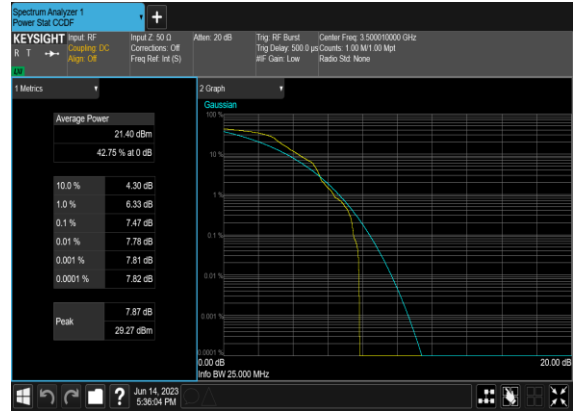 Spectrum Analyzer 1
Power Stat CCDF
+
KEYSIGHT
R T
LM
Input: RF
Coupling: DC
Align: Off
Input Z: 50 Ω
Corrections: Off
Freq Ref: Int (S)
Atten: 20 dB
Trig: RF Burst
Trig Delay: 500.0 µs
#IF Gain: Low
Center Freq: 3.500010000 GHz
Counts: 1.00 M/1.00 Mpt
Radio Std: None
1 Metrics
Average Power
21.40 dBm
42.75 % at 0 dB
10.0 % 4.30 dB
1.0 % 6.33 dB
0.1 % 7.47 dB
0.01 % 7.78 dB
0.001 % 7.81 dB
0.0001 % 7.82 dB
Peak
7.87 dB
29.27 dBm
2 Graph
Gaussian
100 %
10 %
1 %
0.1 %
0.01 %
0.001 %
0.0001 %
0.00 dB
20.00 dB
Info BW 25.000 MHz
?
Jun 14, 2023
5:36:04 PM